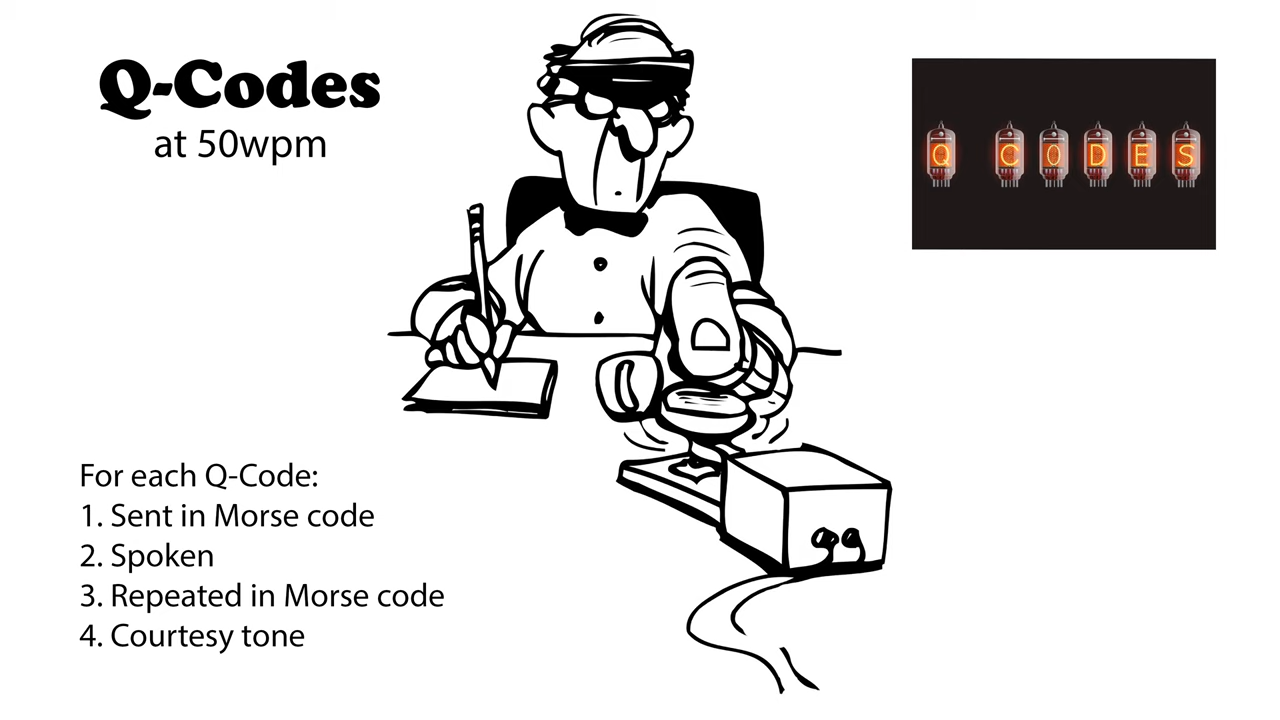 Q-Codes
at 50wpm
Q CODES
For each Q-Code:
1. Sent in Morse code
2. Spoken
3. Repeated in Morse code
4. Courtesy tone